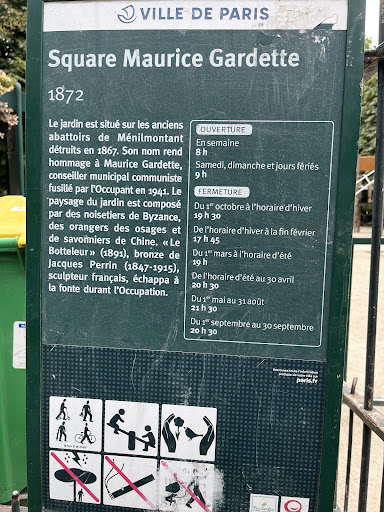 VILLE DE PARIS
Square Maurice Gardette
1872
Le jardin est situé sur les anciens
abattoirs de Ménilmontant
détruits en 1867. Son nom rend
hommage à Maurice Gardette,
conseiller municipal communiste
fusillé par l'Occupant en 1941. Le
paysage du jardin est composé
par des noisetiers de Byzance,
des orangers des osages et
de savonniers de Chine. «Le
Botteleur» (1891), bronze de
Jacques Perrin (1847-1915),
sculpteur français, échappa à
la fonte durant l'Occupation.
OUVERTURE
En semaine
8 h
Samedi, dimanche et jours fériés
9 h
FERMETURE
Du 1er octobre à l'horaire d'hiver
19 h 30
De l'horaire d'hiver à la fin février
17 h 45
Du 1er mars à l'horaire d'été
19 h
De l'horaire d'été au 30 avril
20 h 30
Du 1er mai au 31 août
21 h 30
Du 1er septembre au 30 septembre
20 h 30
paris.fr